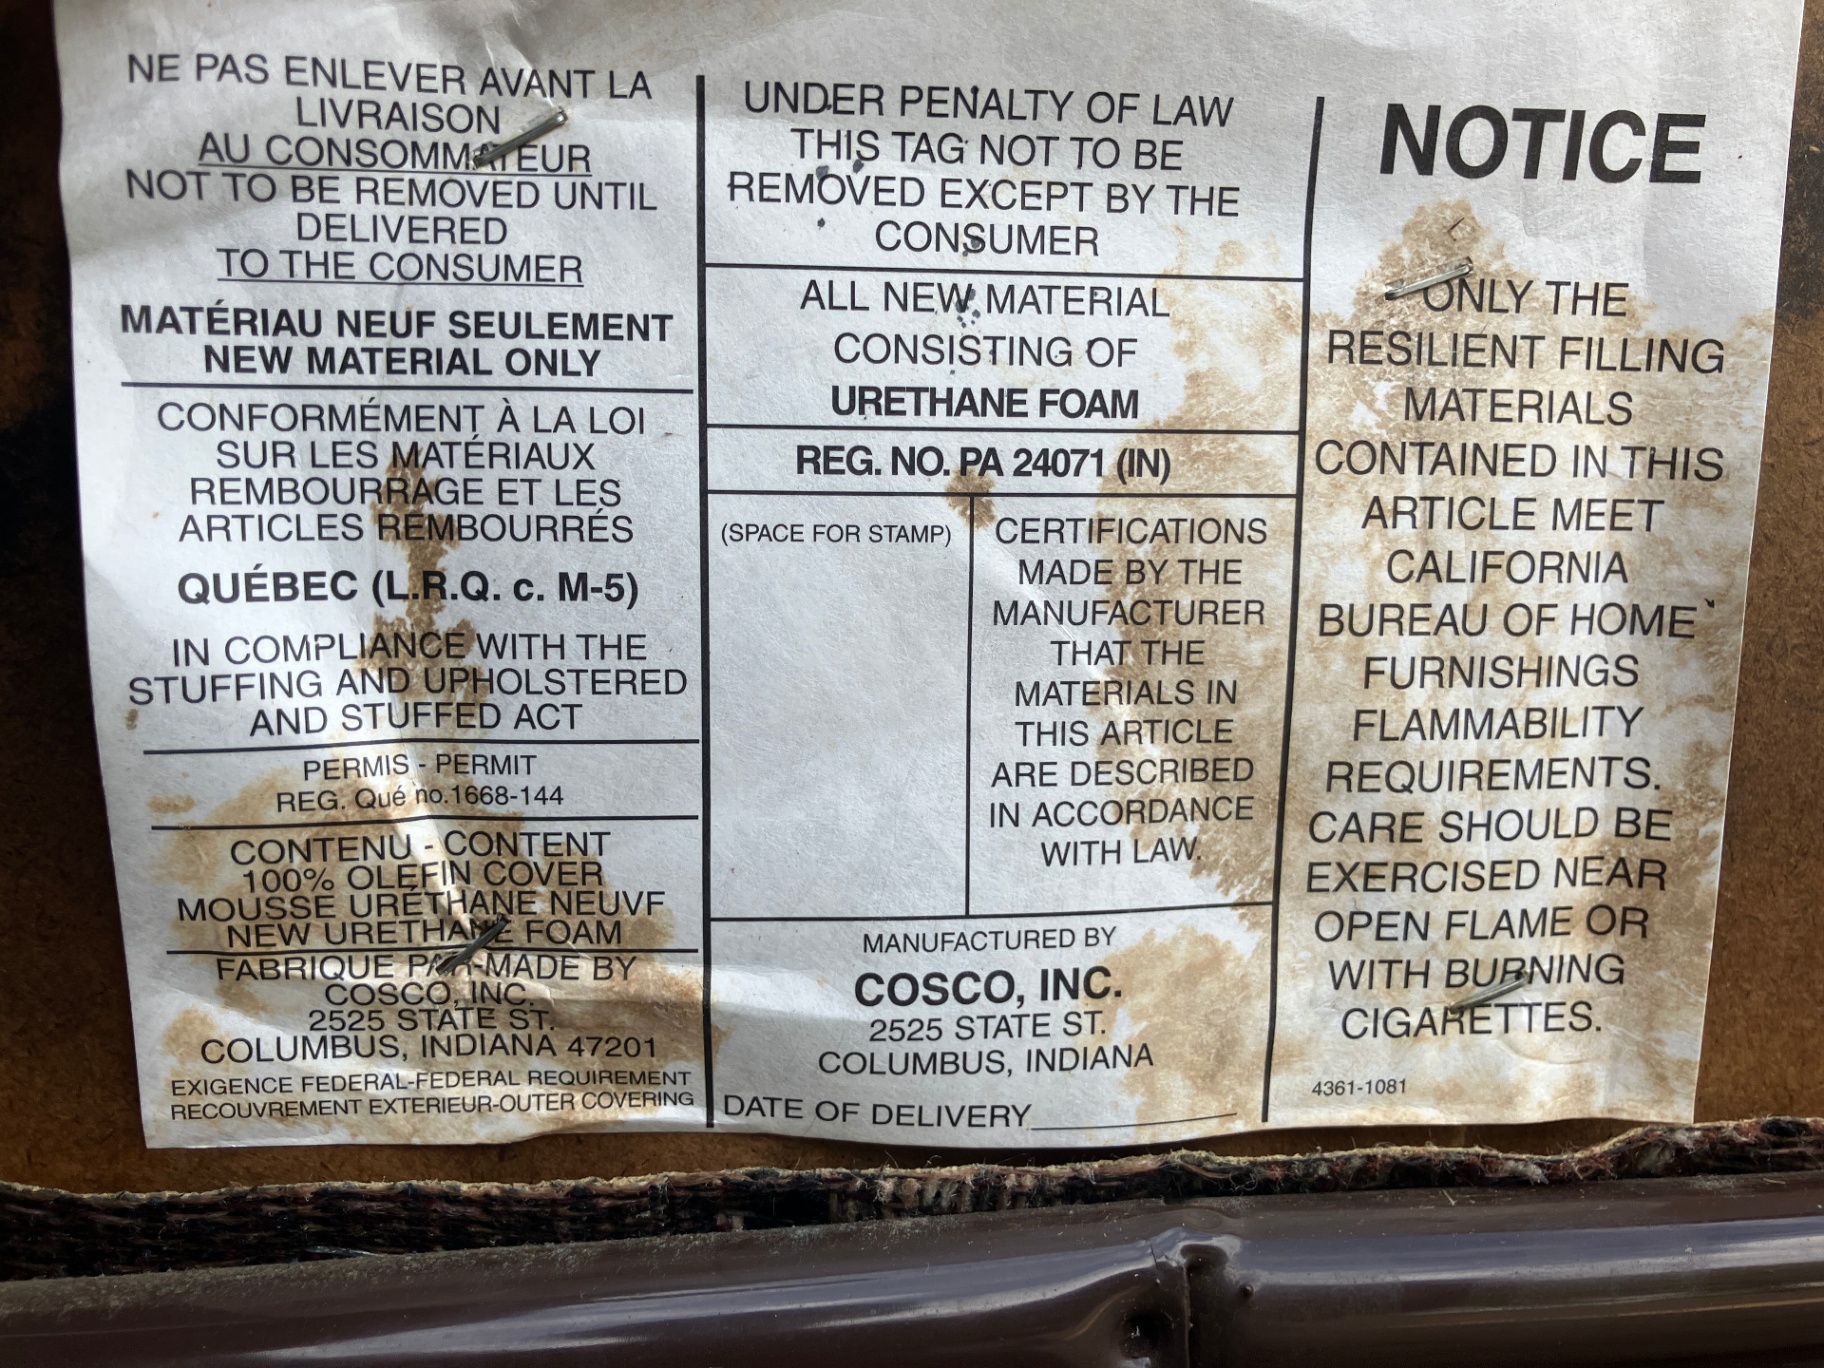 NE PAS ENLEVER AVANT LA
LIVRAISON
AU CONSOMMATEUR
NOT TO BE REMOVED UNTIL
DELIVERED
TO THE CONSUMER
MATÉRIAU NEUF SEULEMENT
NEW MATERIAL ONLY
CONFORMÉMENT À LA LOI
SUR LES MATÉRIAUX
REMBOURRAGE ET LES
ARTICLES REMBOURRÉS
QUÉBEC (L.R.Q. c. M-5)
IN COMPLIANCE WITH THE
STUFFING AND UPHOLSTERED
AND STUFFED ACT
PERMIS - PERMIT
REG. Qué no.1668-144
CONTENU - CONTENT
100% OLEFIN COVER
MOUSSE URÉTHANE NEUVF
NEW URETHANE FOAM
FABRIQUE PAR-MADE BY
COSCO, INC.
2525 STATE ST.
COLUMBUS, INDIANA 47201
EXIGENCE FEDERAL-FEDERAL REQUIREMENT
RECOUVREMENT EXTERIEUR-OUTER COVERING
UNDER PENALTY OF LAW
THIS TAG NOT TO BE
REMOVED EXCEPT BY THE
CONSUMER
ALL NEW MATERIAL
CONSISTING OF
URETHANE FOAM
REG. NO. PA 24071 (IN)
(SPACE FOR STAMP)
CERTIFICATIONS
MADE BY THE
MANUFACTURER
THAT THE
MATERIALS IN
THIS ARTICLE
ARE DESCRIBED
IN ACCORDANCE
WITH LAW.
MANUFACTURED BY
COSCO, INC.
2525 STATE ST.
COLUMBUS, INDIANA
DATE OF DELIVERY
NOTICE
ONLY THE
RESILIENT FILLING
MATERIALS
CONTAINED IN THIS
ARTICLE MEET
CALIFORNIA
BUREAU OF HOME
FURNISHINGS
FLAMMABILITY
REQUIREMENTS.
CARE SHOULD BE
EXERCISED NEAR
OPEN FLAME OR
WITH BURNING
CIGARETTES.
4361-1081